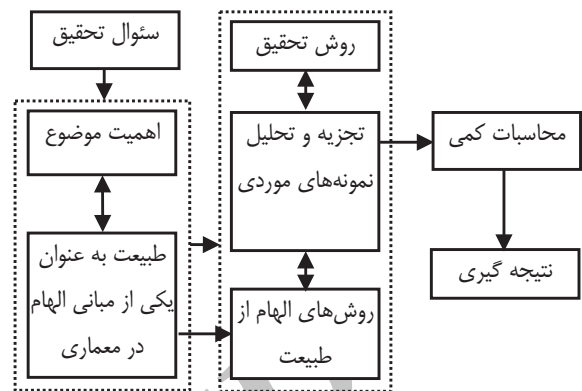 سئوال تحقیق
اهمیت موضوع
طبیعت به عنوان
یکی از مبانی الهام
در معماری
روش تحقیق
تجزیه و تحلیل
نمونه‌های موردی
روش‌های الهام از
طبیعت
محاسبات کمی
نتیجه گیری